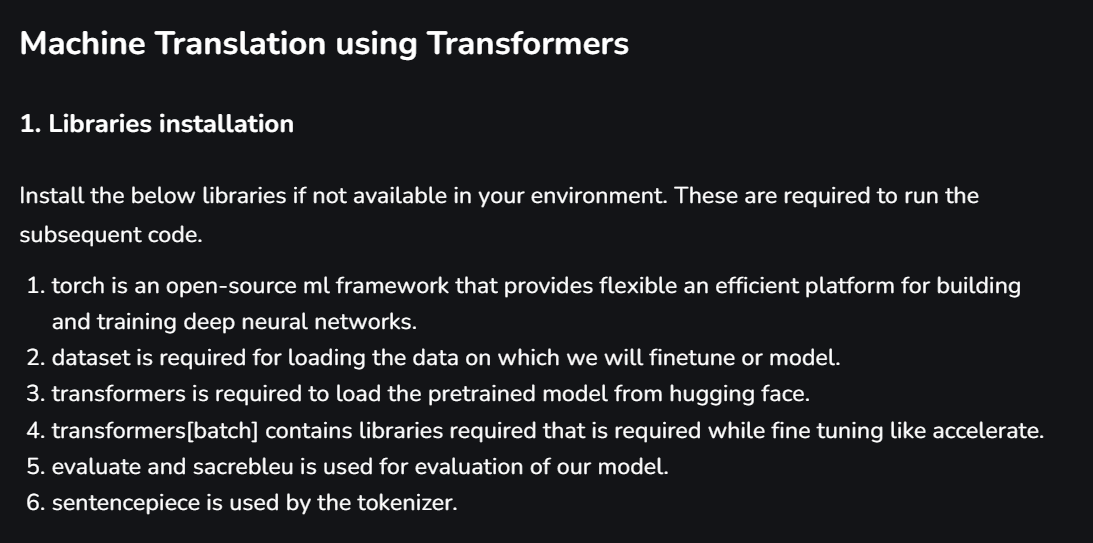 Machine Translation using Transformers
1. Libraries installation
Install the below libraries if not available in your environment. These are required to run the
subsequent code.
1. torch is an open-source ml framework that provides flexible an efficient platform for building
and training deep neural networks.
2. dataset is required for loading the data on which we will finetune or model.
3. transformers is required to load the pretrained model from hugging face.
4. transformers[batch] contains libraries required that is required while fine tuning like accelerate.
5. evaluate and sacrebleu is used for evaluation of our model.
6. sentencepiece is used by the tokenizer.